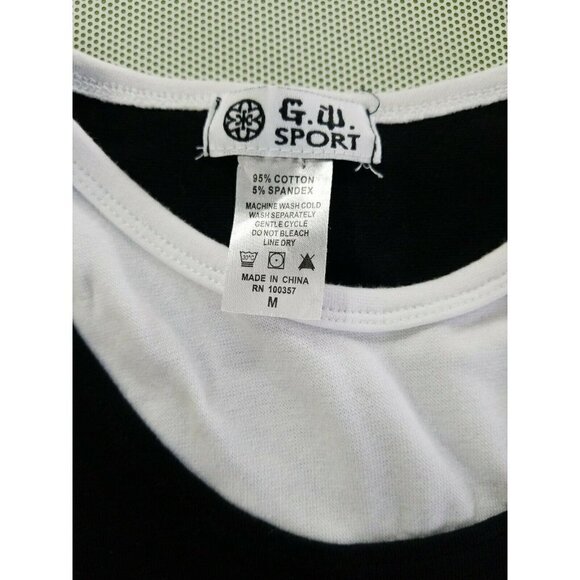 G.W.
SPORT
95% COTTON
5% SPANDEX
MACHINE WASH COLD
WASH SEPARATELY
GENTLE CYCLE
DO NOT BLEACH
LINE DRY
MADE IN CHINA
RN 100357
M